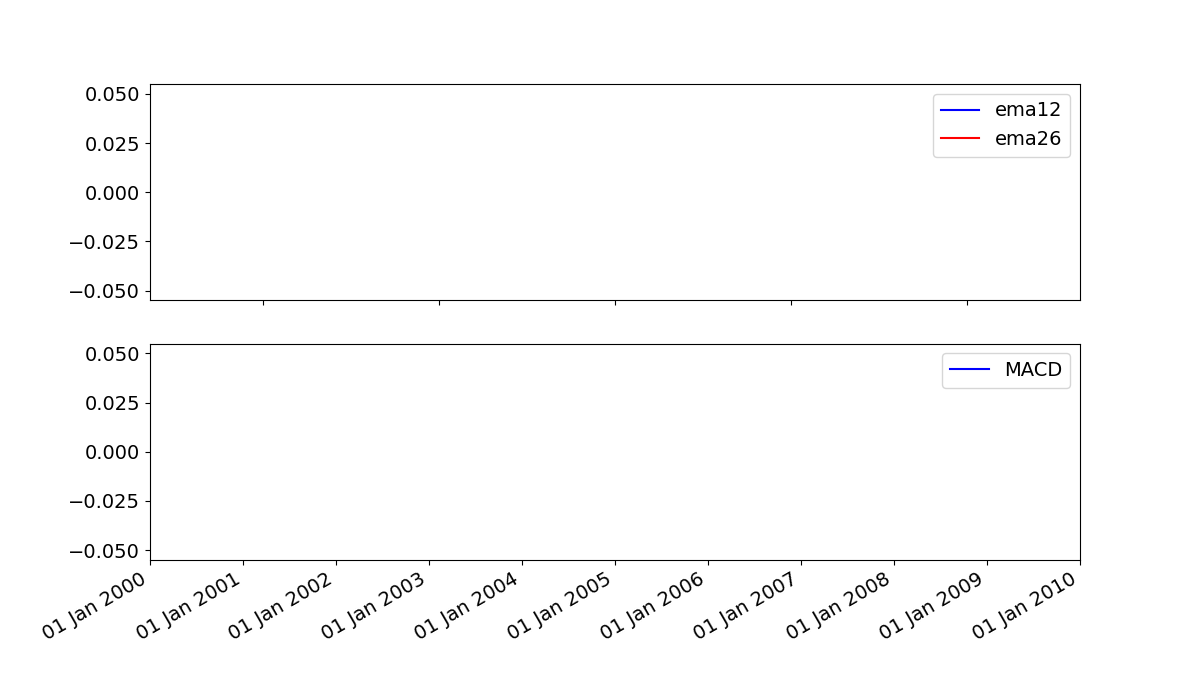 0.050
0.025
0.000
−0.025
−0.050
ema12
ema26
0.050
0.025
0.000
−0.025
−0.050
MACD
01 Jan 2000
01 Jan 2001
01 Jan 2002
01 Jan 2003
01 Jan 2004
01 Jan 2005
01 Jan 2006
01 Jan 2007
01 Jan 2008
01 Jan 2009
01 Jan 2010